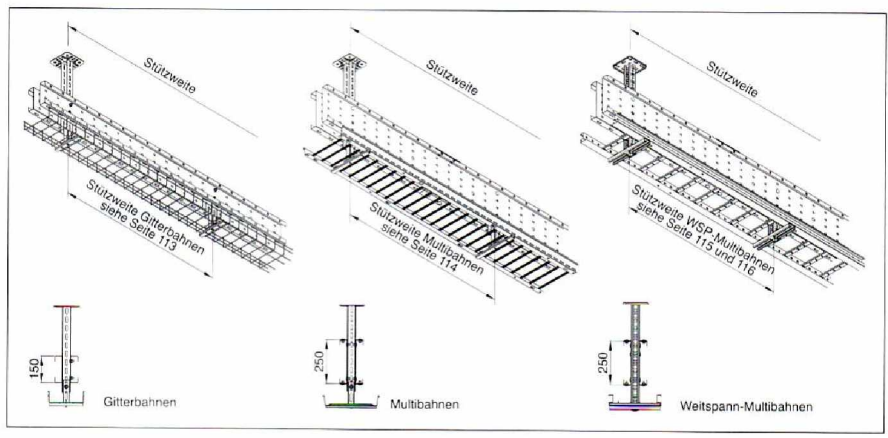 Stützweite
Stützweite Gitterbahnen
siehe Seite 113
Stützweite
Stützweite Multibahnen
siehe Seite 114
Stützweite
Stützweite WSP-Multibahnen
siehe Seite 115 und 116
150
Gitterbahnen
250
Multibahnen
250
Weitspann-Multibahnen